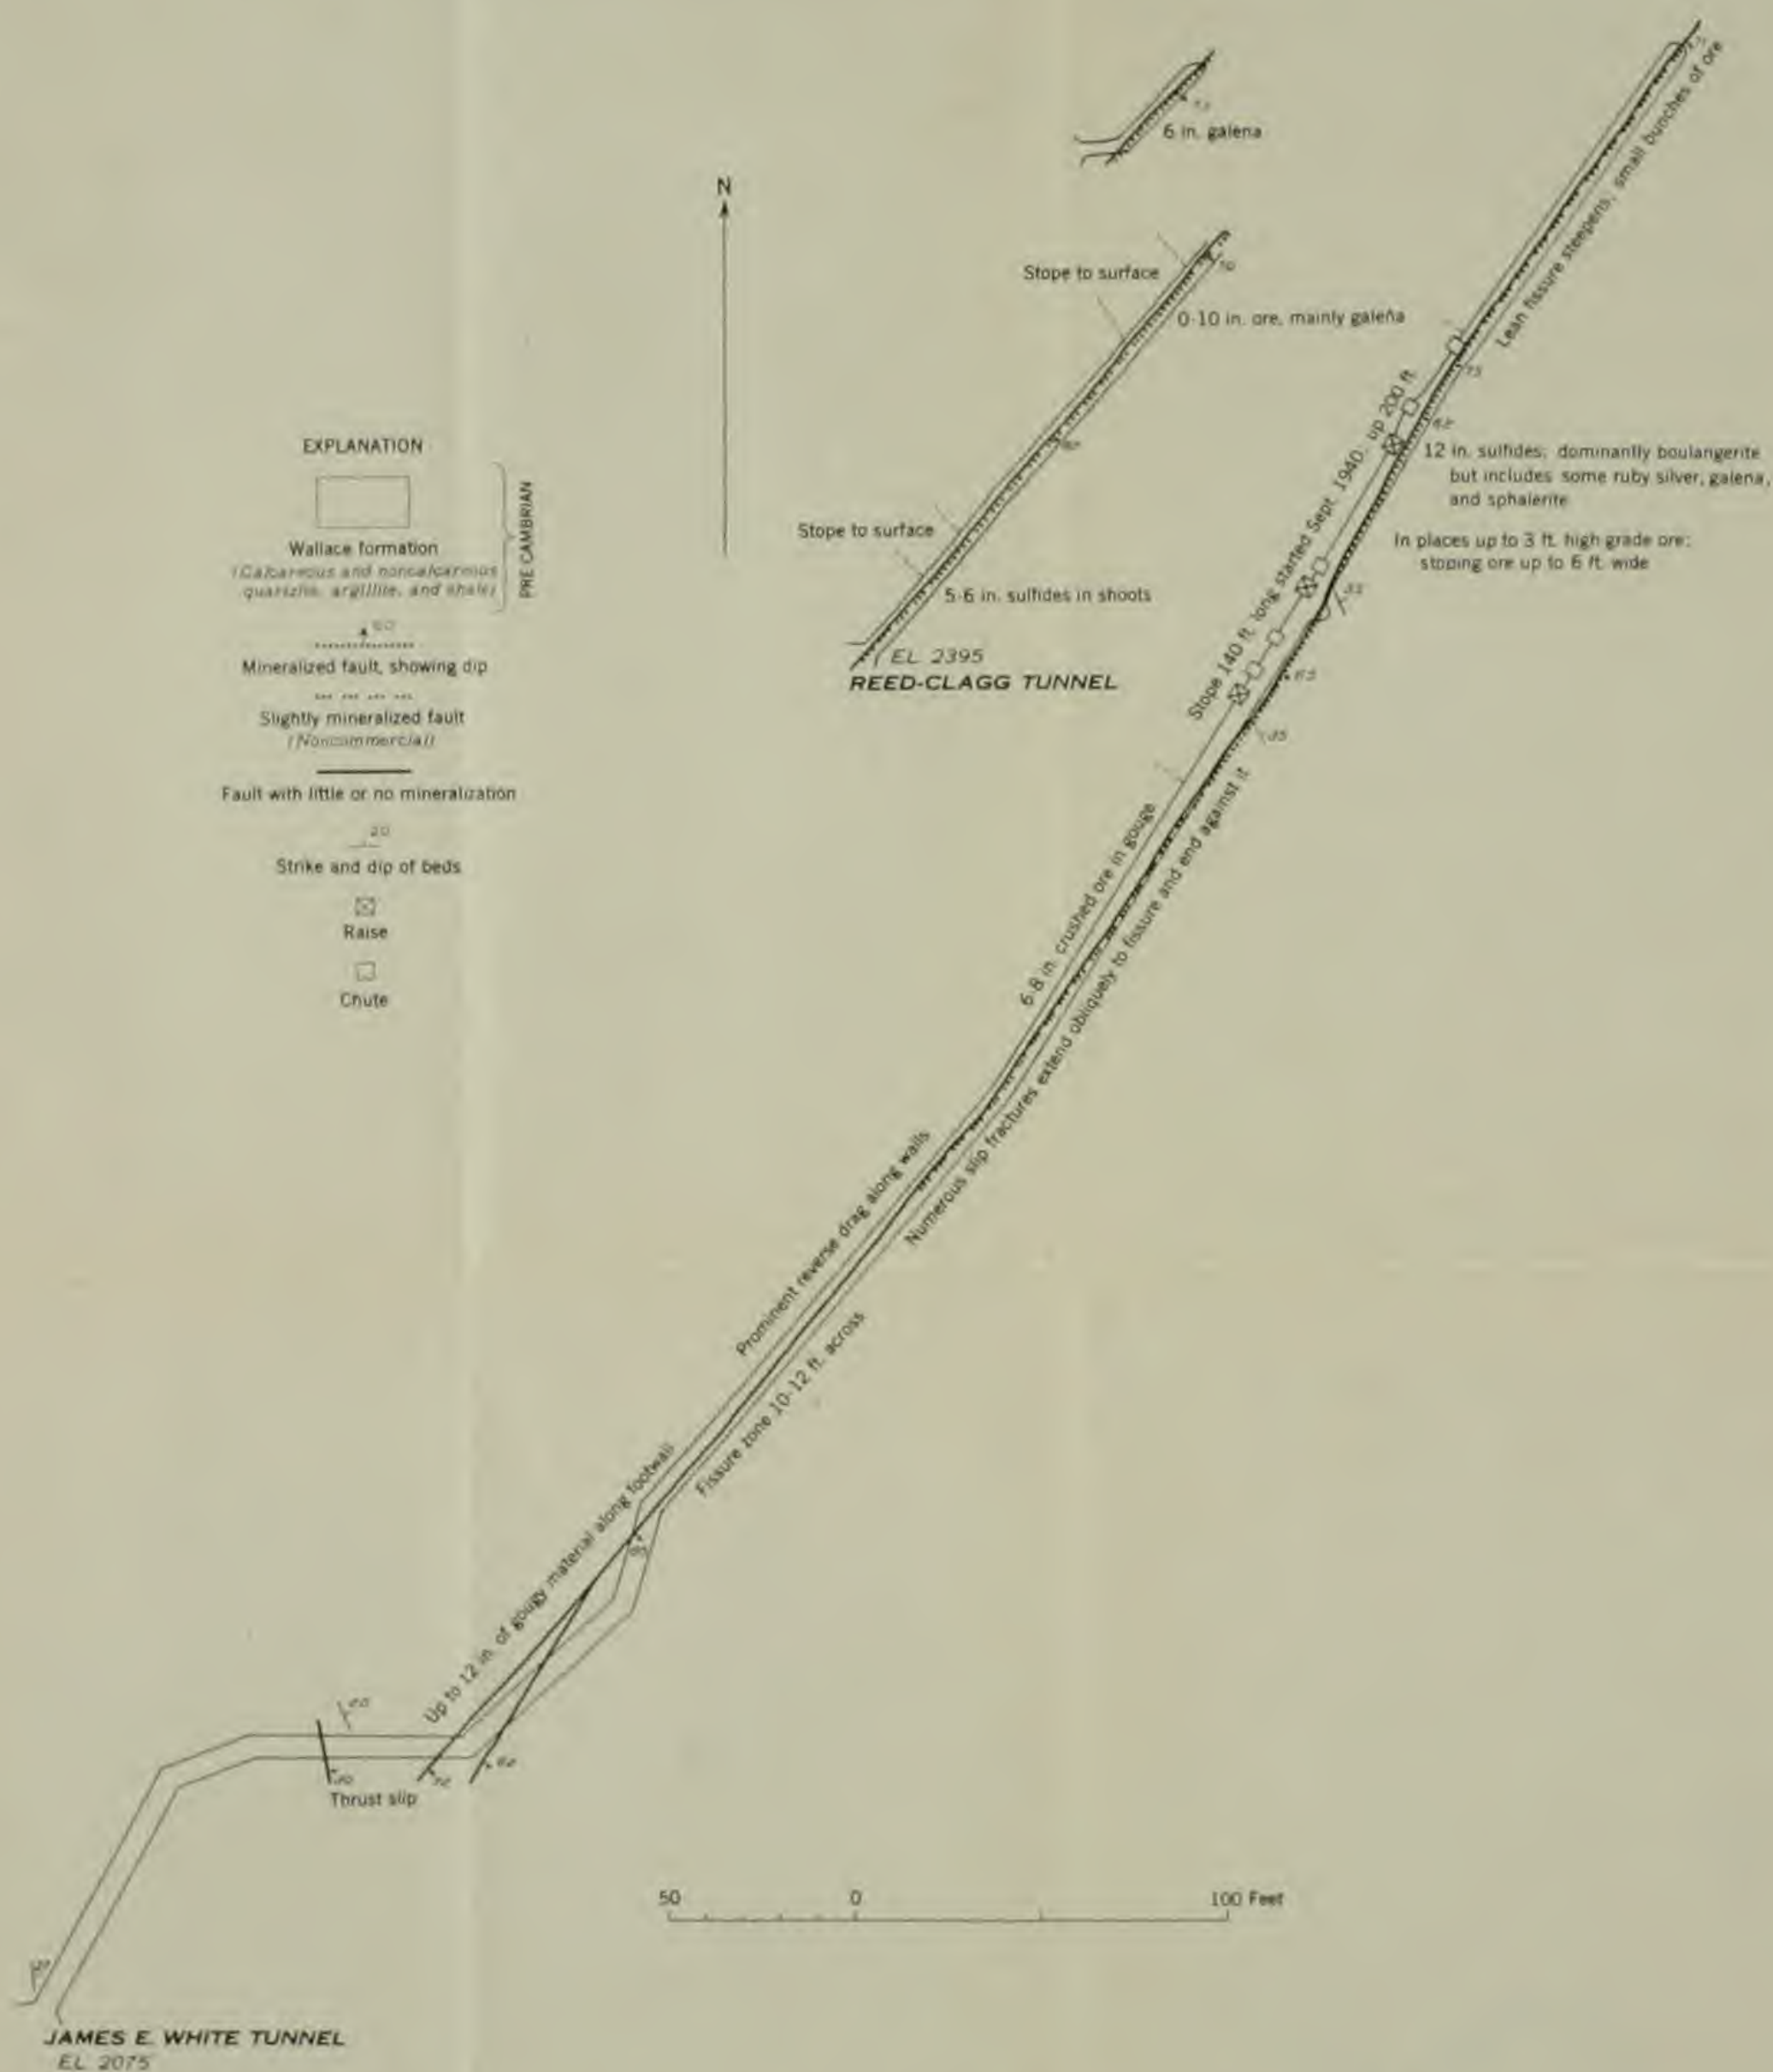 N
6 in. galena
Stope to surface
0-10 in. ore, mainly galena
Stope to surface
5-6 in. sulfides in shoots
EL 2395
REED-CLAGG TUNNEL
Lean fissure steepens, small bunches of ore
73
62
12 in. sulfides; dominantly boulangerite
but includes some ruby silver, galena,
and sphalerite
In places up to 3 ft. high grade ore;
stoping ore up to 6 ft. wide
Stope 140 ft. long started Sept. 1940; up 200 ft.
EXPLANATION
Wallace formation
(Calcareous and noncalcareous
quartzite, argillite, and shale)
PRE CAMBRIAN
60
Mineralized fault, showing dip
Slightly mineralized fault
(Noncommercial)
Fault with little or no mineralization
20
Strike and dip of beds
Raise
Chute
6-8 in. crushed ore in gouge
Numerous slip fractures extend obliquely to fissure and end against it
Prominent reverse drag along walls
Fissure zone 10-12 ft. across
Up to 12 in. of gougy material along footwall
Thrust slip
50 0 100 Feet
JAMES E. WHITE TUNNEL
EL 2075